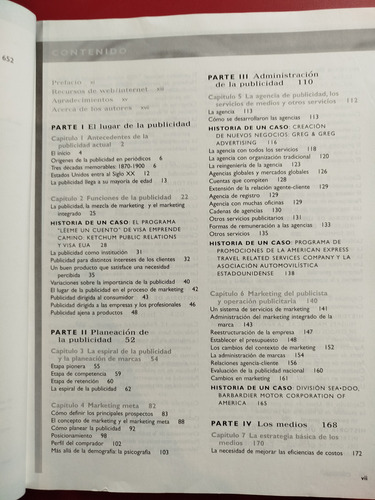 652
CONTENIDO
Prefacio xi
Recursos de web/internet
Agradecimientos
Acerca de los autores
PARTE I El lugar de la publicidad
Capítulo 1 Antecedentes de la
publicidad actual 2
El inicio 4
Orígenes de la publicidad en periódicos 6
Tres décadas memorables: 1870-1900 6
Estados Unidos entra al Siglo XX 12
La publicidad llega a su mayoría de edad 13
Capítulo 2 Funciones de la publicidad 22
La publicidad, la mezcla de marketing y el marketing
integrado 25
HISTORIA DE UN CASO: EL PROGRAMA
"LÉEME UN CUENTO" DE VISA EMPRENDE
CAMINO. KETCHUM PUBLIC RELATIONS
Y VISA EUA 28
La publicidad como institución 31
Publicidad para distintos intereses de los clientes 32
Un buen producto que satisface una necesidad
percibida 35
Variaciones sobre la importancia de la publicidad 40
El lugar de la publicidad en el proceso de marketing 42
Publicidad dirigida al consumidor 43
Publicidad dirigida a las empresas y los profesionales 46
Publicidad ajena a productos 48
PARTE II Planeación de
la publicidad 52
Capítulo 3 La espiral de la publicidad
y la planeación de marcas 54
Etapa pionera 55
Etapa de competencia 59
Etapa de retención 60
El espiral de la publicidad 62
Capítulo 4 Marketing meta 82
Cómo definir los principales prospectos 83
El concepto de marketing y el marketing meta 88
Cómo planear la publicidad 92
Posicionamiento 98
Perfil del comprador 102
Más allá de la demografía: la psicografía 103
PARTE III Administración
de la publicidad 110
Capítulo 5 La agencia de publicidad, los
servicios de medios y otros servicios 112
La agencia 113
Cómo se desarrollaron las agencias 113
HISTORIA DE UN CASO: CREACIÓN
DE NUEVOS NEGOCIOS. GREG & GREG
ADVERTISING 116
La agencia con todos los servicios 118
La agencia con organización tradicional 120
La reingeniería de la agencia 123
Agencias globales y mercados globales 126
Cuentas que compiten 128
Extensión de la relación agente-cliente 129
Agencia de registro 129
Agencia con muchas oficinas 129
Cadenas de agencias 130
Otros servicios publicitarios 131
Formas de remuneración a las agencias 133
Otros servicios 135
HISTORIA DE UN CASO: PROGRAMA DE
PROMOCIONES DE LA AMERICAN EXPRESS
TRAVEL RELATED SERVICES COMPANY Y LA
ASOCIACIÓN AUTOMOVILÍSTICA
ESTADOUNIDENSE 138
Capítulo 6 Marketing del publicista
y operación publicitaria 140
Un sistema de servicios de marketing 141
Administración del marketing integrado de la
marca 143
Reestructuración de la empresa 147
Establecer el presupuesto 148
Los cambios del contexto de marketing 152
La administración de marcas 154
Relaciones agencia-cliente 156
Evaluación de la publicidad nacional 160
Cambios en marketing 161
HISTORIA DE UN CASO: DIVISIÓN SEA-DOO,
BARBARDIER MOTOR CORPORATION OF
AMERICA 165
PARTE IV Los medios 168
Capítulo 7 La estrategia básica de los
medios 170
La necesidad de mejorar las eficiencias de costos 172
vii